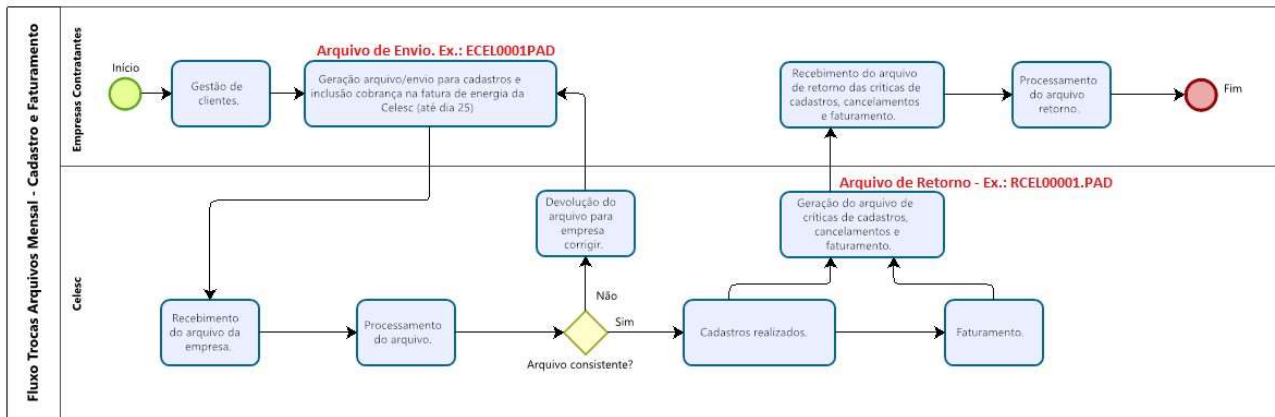 Fluxo Trocas Arquivos Mensal - Cadastro e Faturamento
Empresas Contratantes
Início
Gestão de
clientes.
Arquivo de Envio. Ex.: ECEL0001PAD
Geração arquivo/envio para cadastros e
inclusão cobrança na fatura de energia da
Celesc (até dia 25)
Recebimento do arquivo
de retorno das críticas de
cadastros, cancelamentos
e faturamento.
Processamento
do arquivo
retorno.
Fim
Celesc
Recebimento
do arquivo da
empresa.
Processamento
do arquivo.
Arquivo consistente?
Não
Devolução do
arquivo para
empresa
corrigir.
Sim
Cadastros realizados.
Faturamento.
Arquivo de Retorno - Ex.: RCEL00001.PAD
Geração do arquivo de
críticas de cadastros,
cancelamentos e
faturamento.